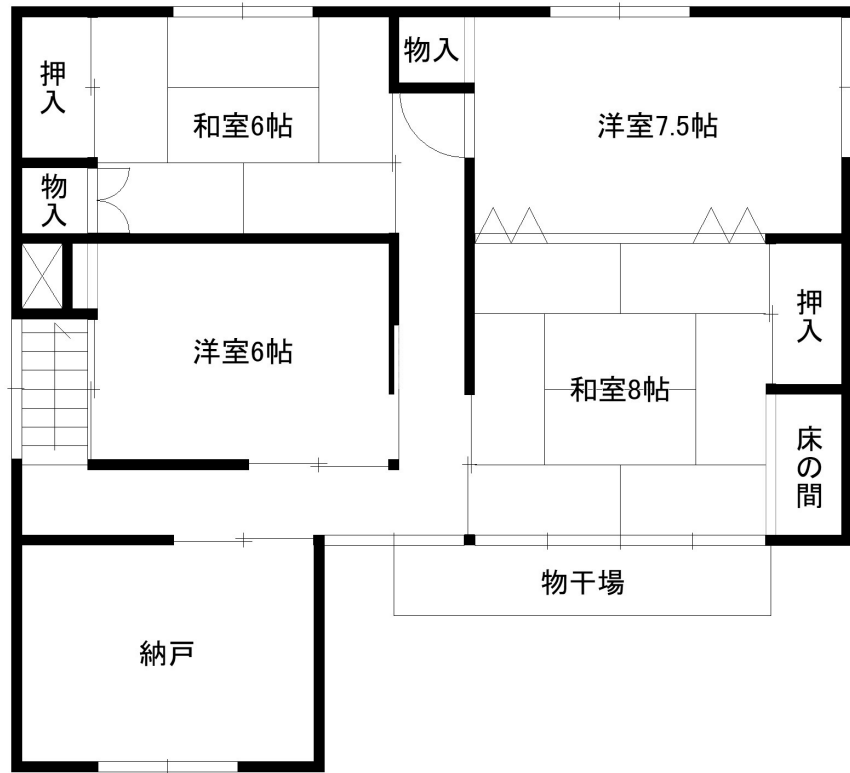 押入
和室6帖
物入
洋室7.5帖
物入
洋室6帖
和室8帖
押入
床の間
物干場
納戸